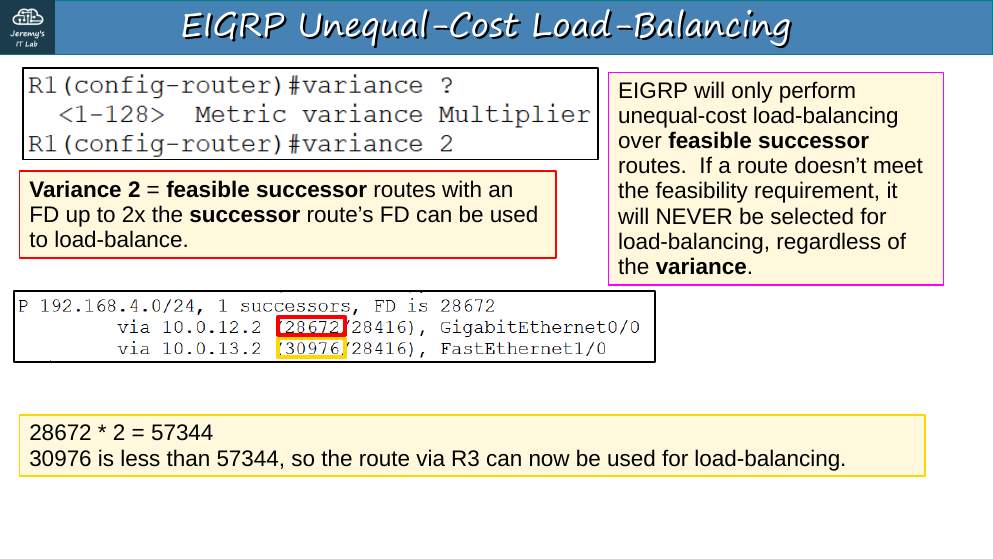 Jeremy's
IT Lab
EIGRP Unequal-Cost Load-Balancing
R1(config-router)#variance ?
<1-128>  Metric variance Multiplier
R1(config-router)#variance 2
EIGRP will only perform
unequal-cost load-balancing
over feasible successor
routes.  If a route doesn't meet
the feasibility requirement, it
will NEVER be selected for
load-balancing, regardless of
the variance.
Variance 2 = feasible successor routes with an
FD up to 2x the successor route's FD can be used
to load-balance.
P 192.168.4.0/24, 1 successors, FD is 28672
via 10.0.12.2 (28672/28416), GigabitEthernet0/0
via 10.0.13.2 (30976/28416), FastEthernet1/0
28672 * 2 = 57344
30976 is less than 57344, so the route via R3 can now be used for load-balancing.